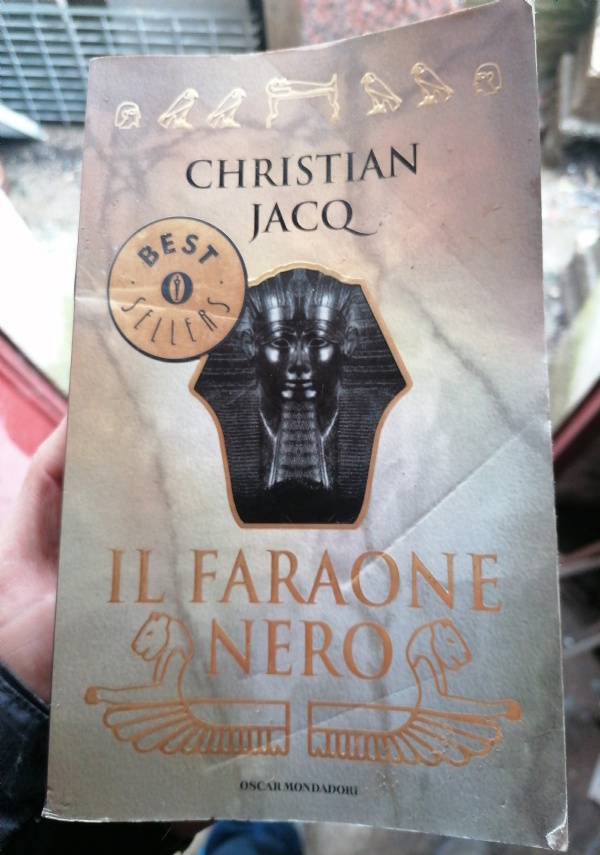 CHRISTIAN
JACQ
BEST
SELLERS
IL FARAONE
NERO
OSCAR MONDADORI